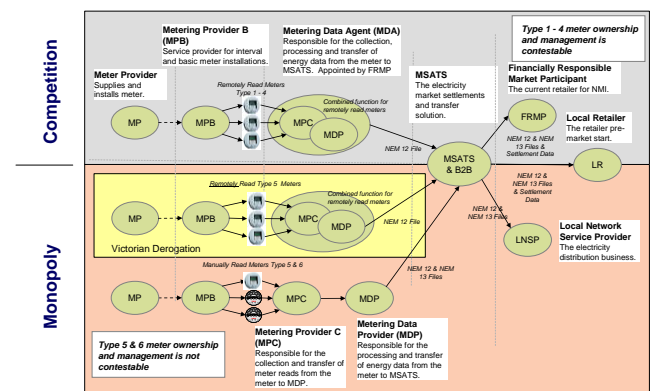 Competition
Monopoly
Meter Provider
Supplies and
installs meter.
Metering Provider B
(MPB)
Service provider for interval
and basic meter installations.
Metering Data Agent (MDA)
Responsible for the collection,
processing and transfer of
energy data from the meter to
MSATS. Appointed by FRMP
Type 1 - 4 meter ownership
and management is
contestable
MSATS
The electricity
market settlements
and transfer
solution.
Financially Responsible
Market Participant
The current retailer for NMI.
Local Retailer
The retailer pre-
market start.
Remotely Read Meters
Type 1 - 4
Combined function for
remotely read meters
MP
MPB
MPC
MDP
NEM 12 File
MSATS
& B2B
FRMP
NEM 12 & NEM
13 Files &
Settlement Data
LR
NEM 12 &
NEM 13 Files
& Settlement
Data
Remotely Read Type 5 Meters
Combined function for
remotely read meters
MP
MPB
MPC
MDP
NEM 12 File
Victorian Derogation
NEM 12 &
NEM 13 Files
LNSP
Local Network
Service Provider
The electricity
distribution business.
Manually Read Meters Type 5 & 6
MP
MPB
MPC
MDP
NEM 12 & NEM
13 Files
Type 5 & 6 meter ownership
and management is not
contestable
Metering Provider C
(MPC)
Responsible for the
collection and transfer of
meter reads from the
meter to MDP.
Metering Data
Provider (MDP)
Responsible for the
processing and transfer
of energy data from the
meter to MSATS.